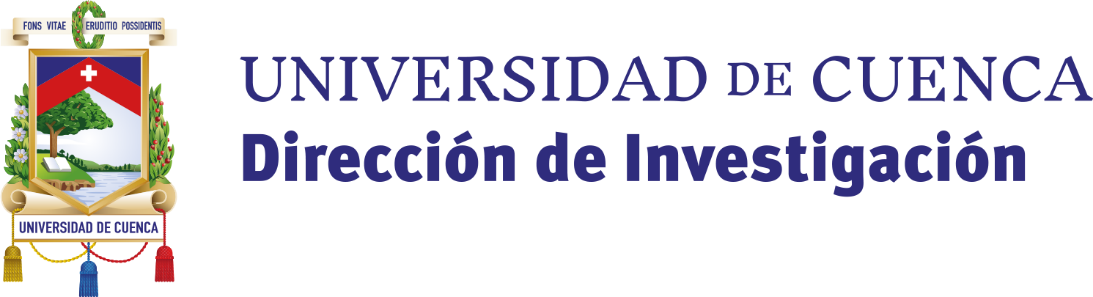 FONS VITAE ERUDITIO POSSIDENTIS
C
UNIVERSIDAD DE CUENCA
UNIVERSIDAD DE CUENCA
Dirección de Investigación